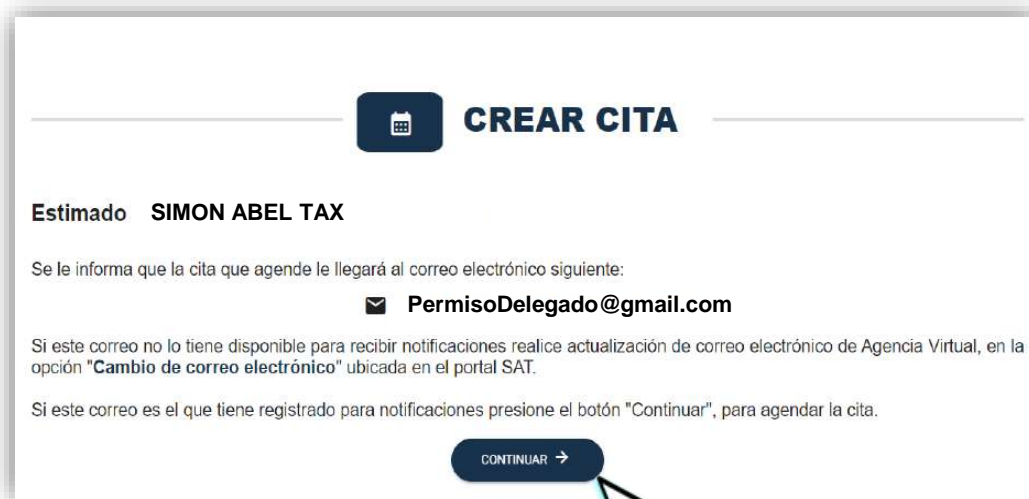 CREAR CITA
Estimado SIMON ABEL TAX
Se le informa que la cita que agende le llegará al correo electrónico siguiente:
PermisoDelegado@gmail.com
Si este correo no lo tiene disponible para recibir notificaciones realice actualización de correo electrónico de Agencia Virtual, en la
opción "Cambio de correo electrónico" ubicada en el portal SAT.
Si este correo es el que tiene registrado para notificaciones presione el botón "Continuar", para agendar la cita.
CONTINUAR →